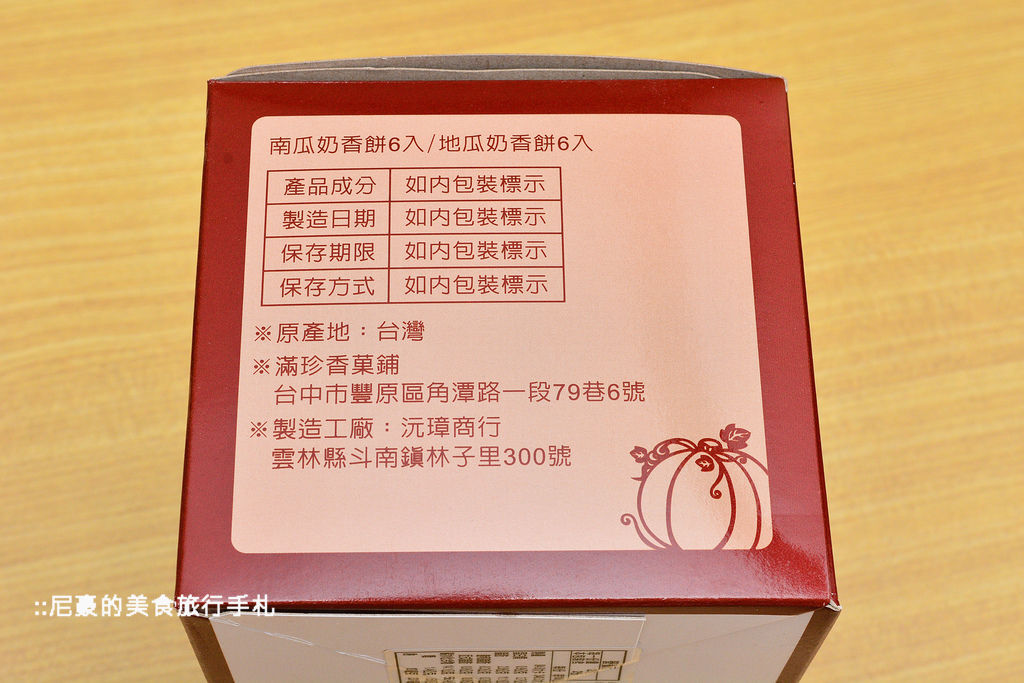 南瓜奶香餅6入/地瓜奶香餅6入
產品成分 如內包裝標示
製造日期 如內包裝標示
保存期限 如內包裝標示
保存方式 如內包裝標示
※原產地：台灣
※滿珍香菓鋪
台中市豐原區角潭路一段79巷6號
※製造工廠：沅璋商行
雲林縣斗南鎮林子里300號
::尼豪的美食旅行手札